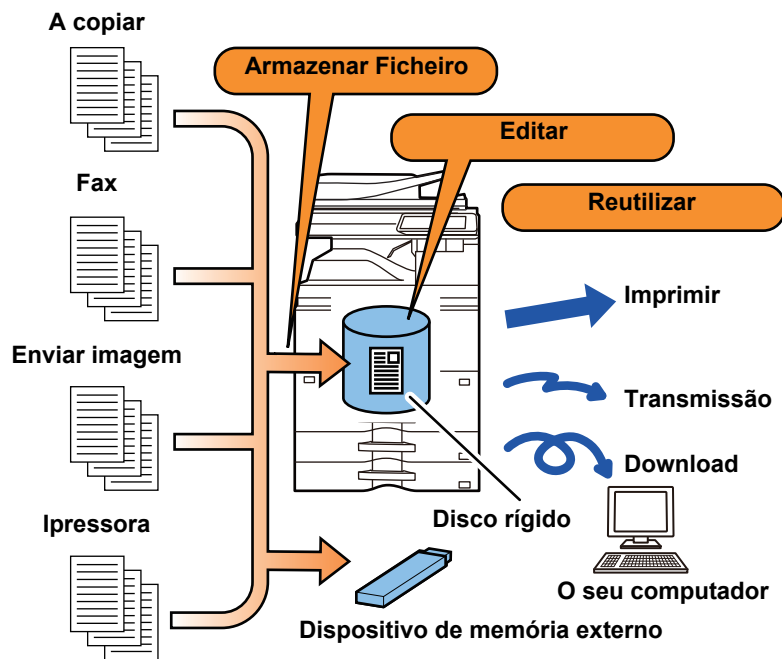 A copiar
Armazenar Ficheiro
Editar
Fax
Reutilizar
Imprimir
Enviar imagem
Transmissão
Download
Ipressora
Disco rígido
O seu computador
Dispositivo de memória externo